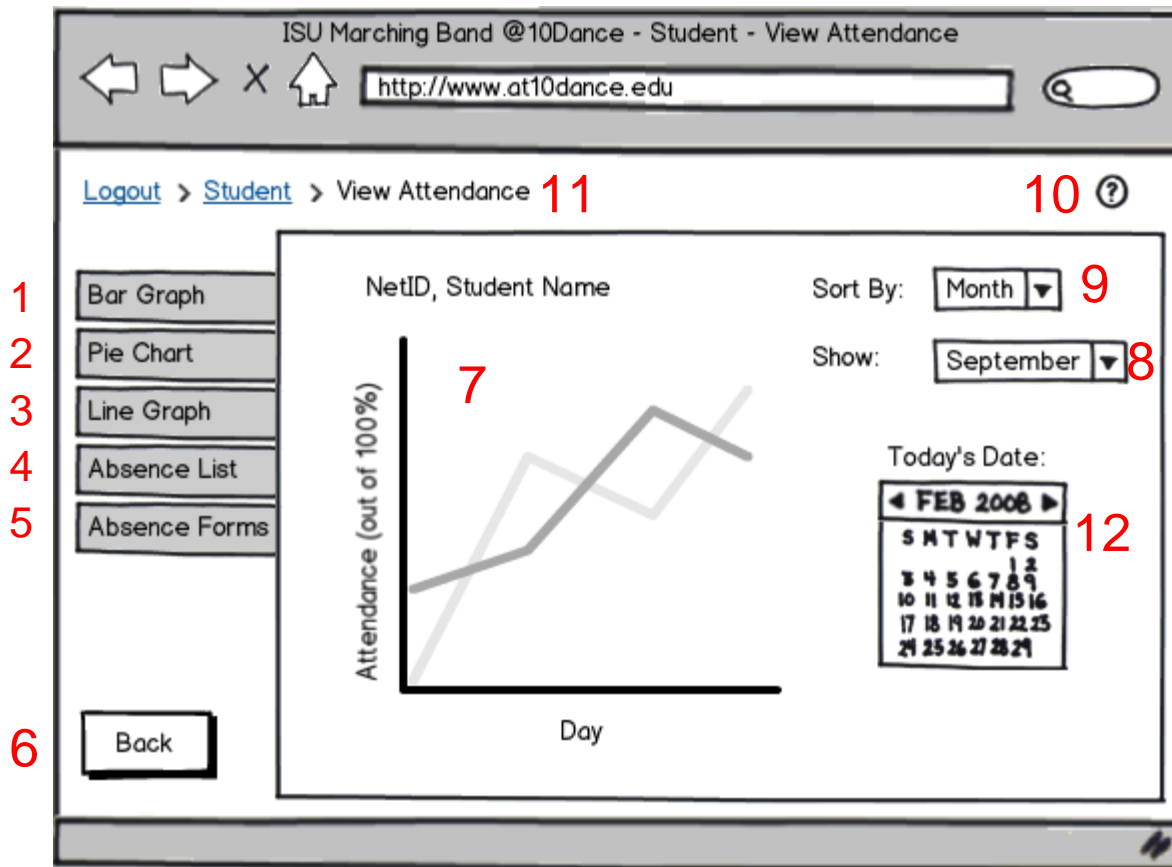 ISU Marching Band @10Dance - Student - View Attendance
http://www.at10dance.edu
Logout > Student > View Attendance 11
10 ?
1 Bar Graph
2 Pie Chart
3 Line Graph
4 Absence List
5 Absence Forms
6 Back
NetID, Student Name
7
Attendance (out of 100%)
Day
Sort By: Month 9
Show: September 8
Today's Date:
FEB 2008
12
S M T W T F S
1 2
3 4 5 6 7 8 9
10 11 12 13 14 15 16
17 18 19 20 21 22 23
24 25 26 27 28 29